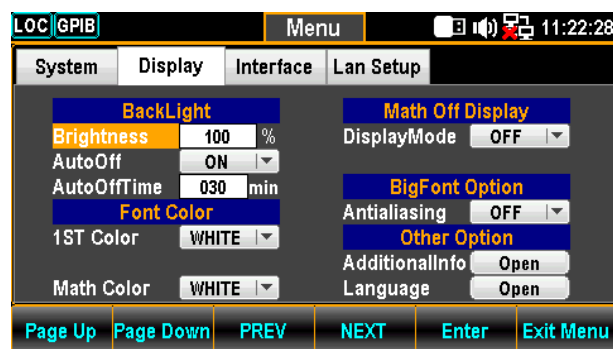 LOC GPIB Menu 11:22:28
System Display Interface Lan Setup
BackLight
Brightness 100 %
AutoOff ON
AutoOffTime 030 min
Font Color
1ST Color WHITE
Math Color WHITE
Math Off Display
DisplayMode OFF
BigFont Option
Antialiasing OFF
Other Option
AdditionalInfo Open
Language Open
Page Up Page Down PREV NEXT Enter Exit Menu